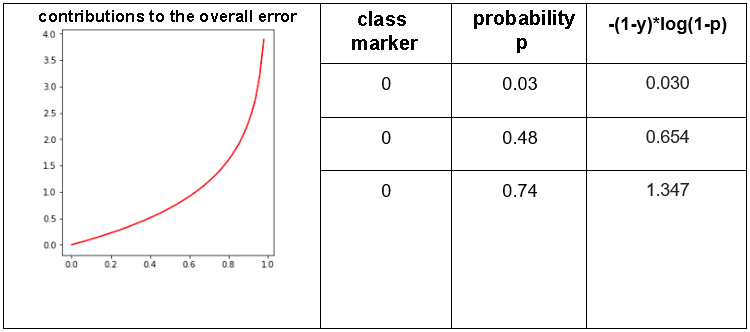 contributions to the overall error
4.0
3.5
3.0
2.5
2.0
1.5
1.0
0.5
0.0
0.0 0.2 0.4 0.6 0.8 1.0
class
marker
probability
p
-(1-y)*log(1-p)
0 0.03 0.030
0 0.48 0.654
0 0.74 1.347